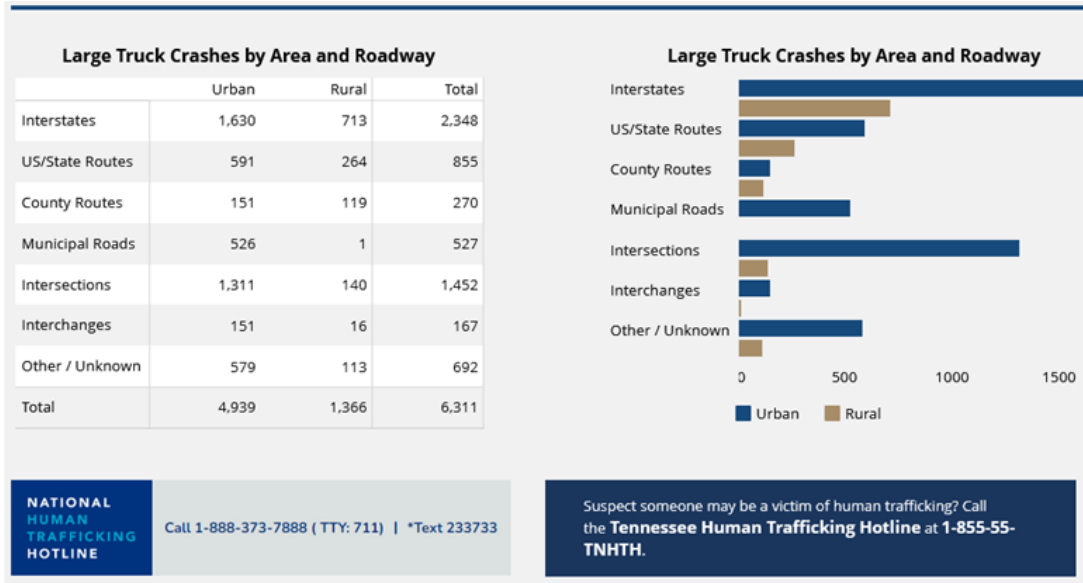 Large Truck Crashes by Area and Roadway
Urban Rural Total
Interstates 1,630 713 2,348
US/State Routes 591 264 855
County Routes 151 119 270
Municipal Roads 526 1 527
Intersections 1,311 140 1,452
Interchanges 151 16 167
Other / Unknown 579 113 692
Total 4,939 1,366 6,311
Large Truck Crashes by Area and Roadway
Interstates
US/State Routes
County Routes
Municipal Roads
Intersections
Interchanges
Other / Unknown
0 500 1000 1500
Urban Rural
NATIONAL
HUMAN
TRAFFICKING
HOTLINE
Call 1-888-373-7888 ( TTY: 711) | *Text 233733
Suspect someone may be a victim of human trafficking? Call
the Tennessee Human Trafficking Hotline at 1-855-55-
TNHTH.